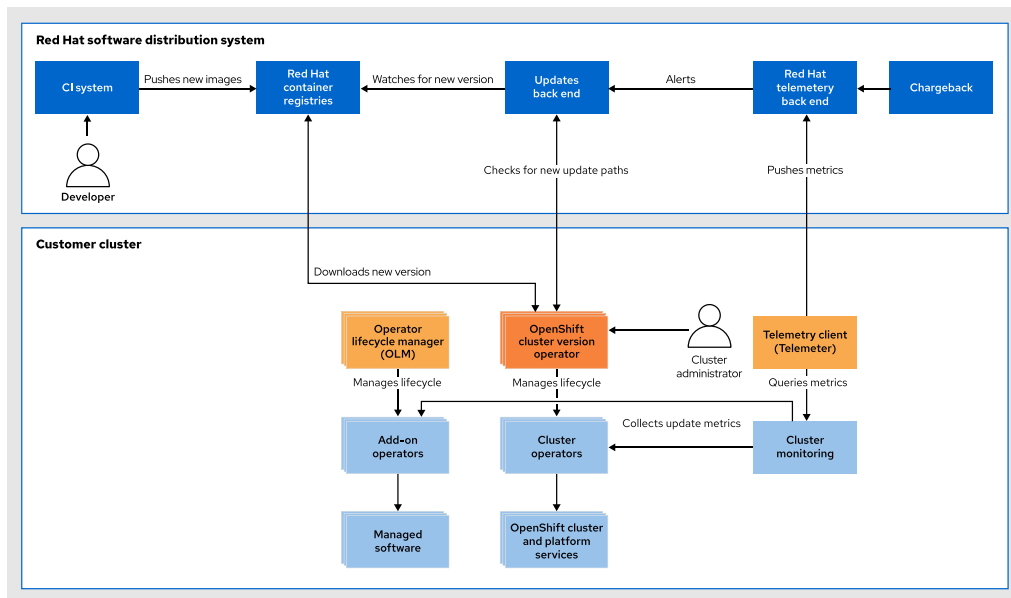 Red Hat software distribution system
CI system
Pushes new images
Red Hat
container
registries
Watches for new version
Updates
back end
Alerts
Red Hat
telemetery
back end
Chargeback
Developer
Checks for new update paths
Pushes metrics
Customer cluster
Downloads new version
Operator
lifecycle manager
(OLM)
OpenShift
cluster version
operator
Cluster
administrator
Telemetry client
(Telemeter)
Manages lifecycle
Manages lifecycle
Queries metrics
Collects update metrics
Add-on
operators
Cluster
operators
Cluster
monitoring
Managed
software
OpenShift cluster
and platform
services